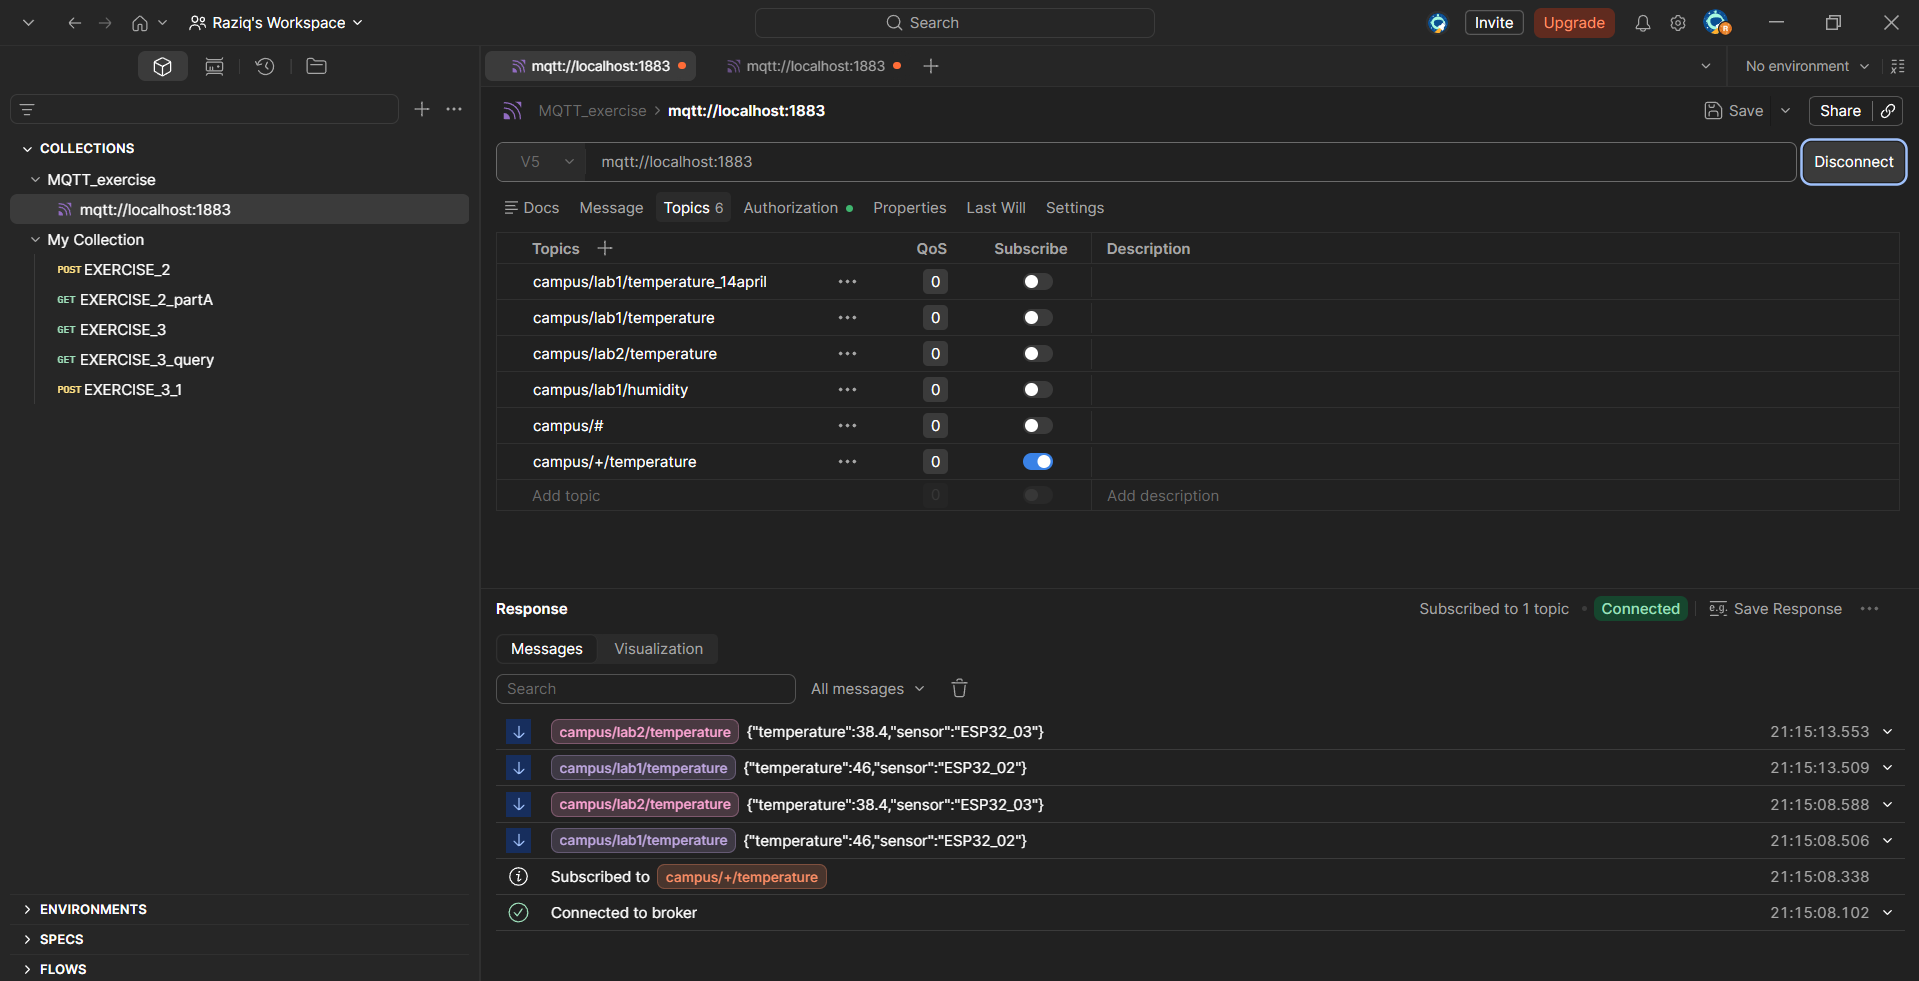 Raziq's Workspace
Search
Invite
Upgrade
mqtt://localhost:1883
mqtt://localhost:1883
No environment
MQTT_exercise > mqtt://localhost:1883
Save
Share
COLLECTIONS
MQTT_exercise
mqtt://localhost:1883
My Collection
POST EXERCISE_2
GET EXERCISE_2_partA
GET EXERCISE_3
GET EXERCISE_3_query
POST EXERCISE_3_1
ENVIRONMENTS
SPECS
FLOWS
V5 mqtt://localhost:1883
Disconnect
Docs Message Topics 6 Authorization Properties Last Will Settings
Topics QoS Subscribe Description
campus/lab1/temperature_14april 0
campus/lab1/temperature 0
campus/lab2/temperature 0
campus/lab1/humidity 0
campus/# 0
campus/+/temperature 0
Add topic 0 Add description
Response
Subscribed to 1 topic Connected e.g. Save Response
Messages Visualization
Search All messages
campus/lab2/temperature {"temperature":38.4,"sensor":"ESP32_03"} 21:15:13.553
campus/lab1/temperature {"temperature":46,"sensor":"ESP32_02"} 21:15:13.509
campus/lab2/temperature {"temperature":38.4,"sensor":"ESP32_03"} 21:15:08.588
campus/lab1/temperature {"temperature":46,"sensor":"ESP32_02"} 21:15:08.506
Subscribed to campus/+/temperature 21:15:08.338
Connected to broker 21:15:08.102